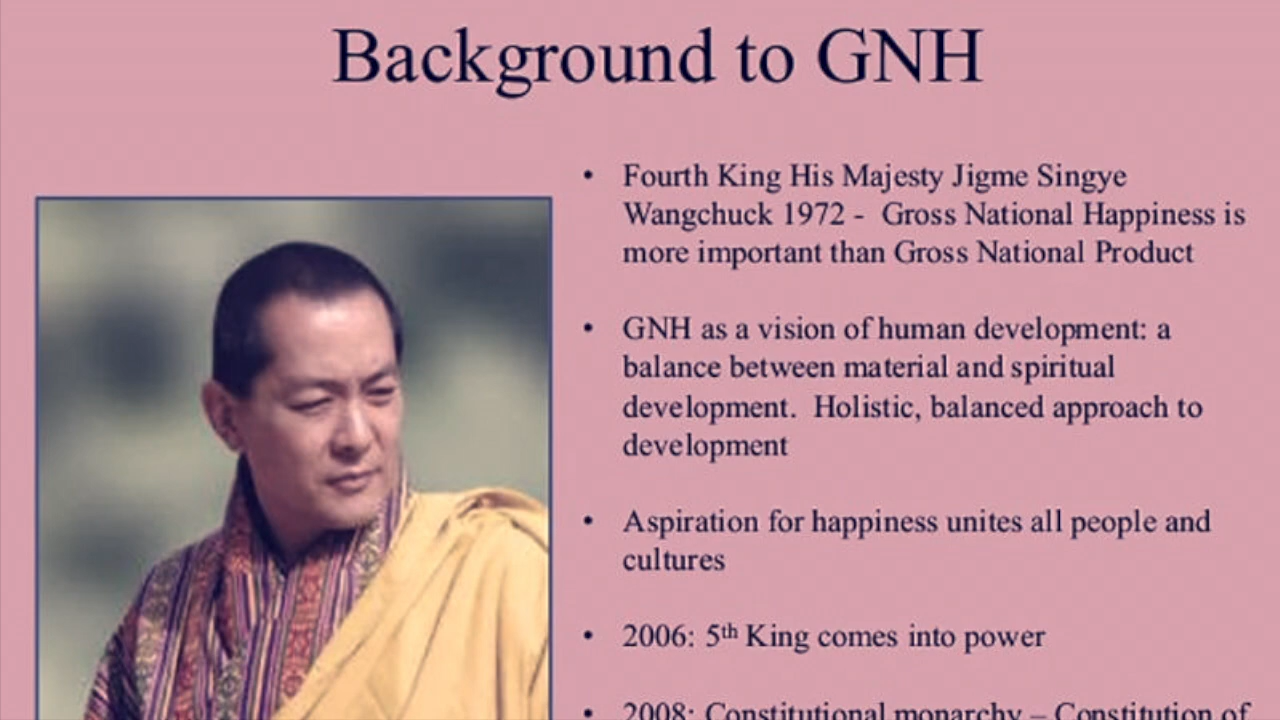 Background to GNH
• Fourth King His Majesty Jigme Singye
Wangchuck 1972 - Gross National Happiness is
more important than Gross National Product
• GNH as a vision of human development: a
balance between material and spiritual
development. Holistic, balanced approach to
development
• Aspiration for happiness unites all people and
cultures
• 2006: 5th King comes into power
• 2008: Constitutional monarchy – Constitution of